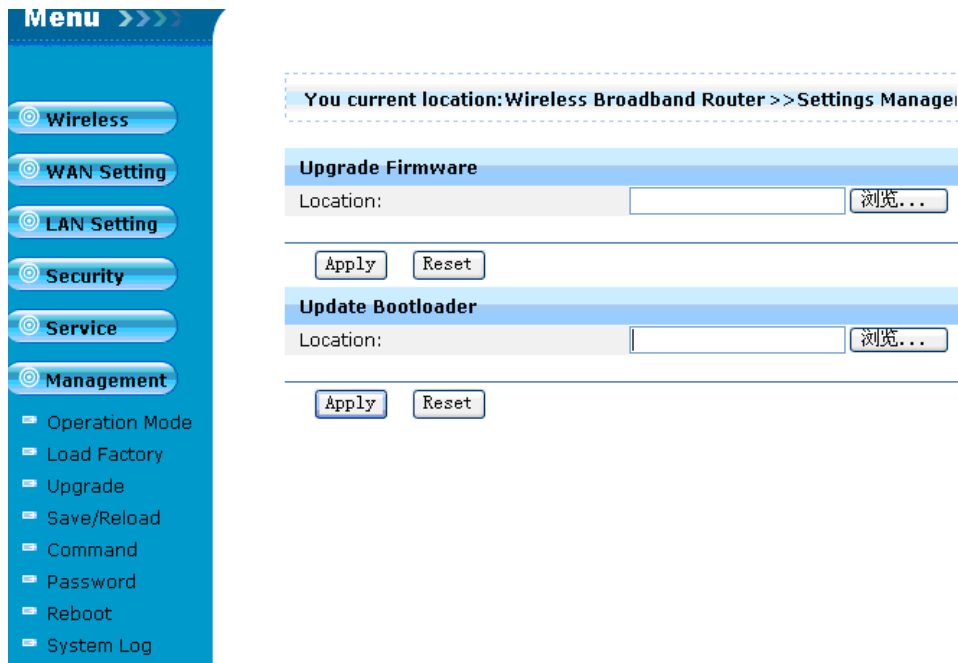 Menu >>>>
You current location:Wireless Broadband Router >>Settings Manage
Wireless
WAN Setting
LAN Setting
Security
Service
Management
Operation Mode
Load Factory
Upgrade
Save/Reload
Command
Password
Reboot
System Log
Upgrade Firmware
Location: 浏览...
Apply Reset
Update Bootloader
Location: 浏览...
Apply Reset